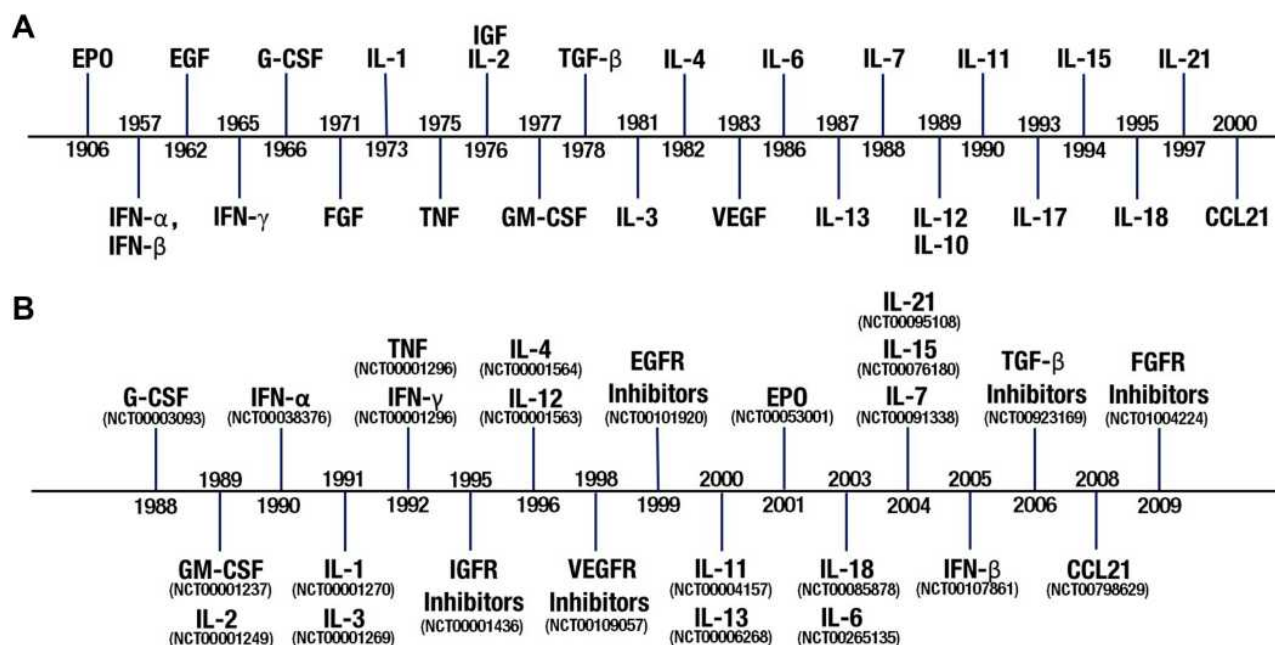 A
IGF
EPO EGF G-CSF IL-1 IL-2 TGF-β IL-4 IL-6 IL-7 IL-11 IL-15 IL-21
1957 1965 1971 1975 1977 1981 1983 1987 1989 1993 1995 2000
1906 1962 1966 1973 1976 1978 1982 1986 1988 1990 1994 1997
IFN-α, IFN-γ FGF TNF GM-CSF IL-3 VEGF IL-13 IL-12 IL-17 IL-18 CCL21
IFN-β IL-10
B
IL-21
(NCT00095108)
TNF IL-4 EGFR IL-15 TGF-β FGFR
(NCT00001296) (NCT00001564) (NCT00076180)
G-CSF IFN-α IFN-γ IL-12 Inhibitors EPO IL-7 Inhibitors Inhibitors
(NCT00003093) (NCT00038376) (NCT00001296) (NCT00001563) (NCT00101920) (NCT00053001) (NCT00091338) (NCT00923169) (NCT01004224)
1989 1991 1995 1998 2000 2003 2005 2008
1988 1990 1992 1996 1999 2001 2004 2006 2009
GM-CSF IL-1 IGFR VEGFR IL-11 IL-18 IFN-β CCL21
(NCT00001237) (NCT00001270) (NCT00004157) (NCT00085878) (NCT00107861) (NCT00798629)
IL-2 IL-3 Inhibitors Inhibitors IL-13 IL-6
(NCT00001249) (NCT00001269) (NCT00001436) (NCT00109057) (NCT00006268) (NCT00265135)